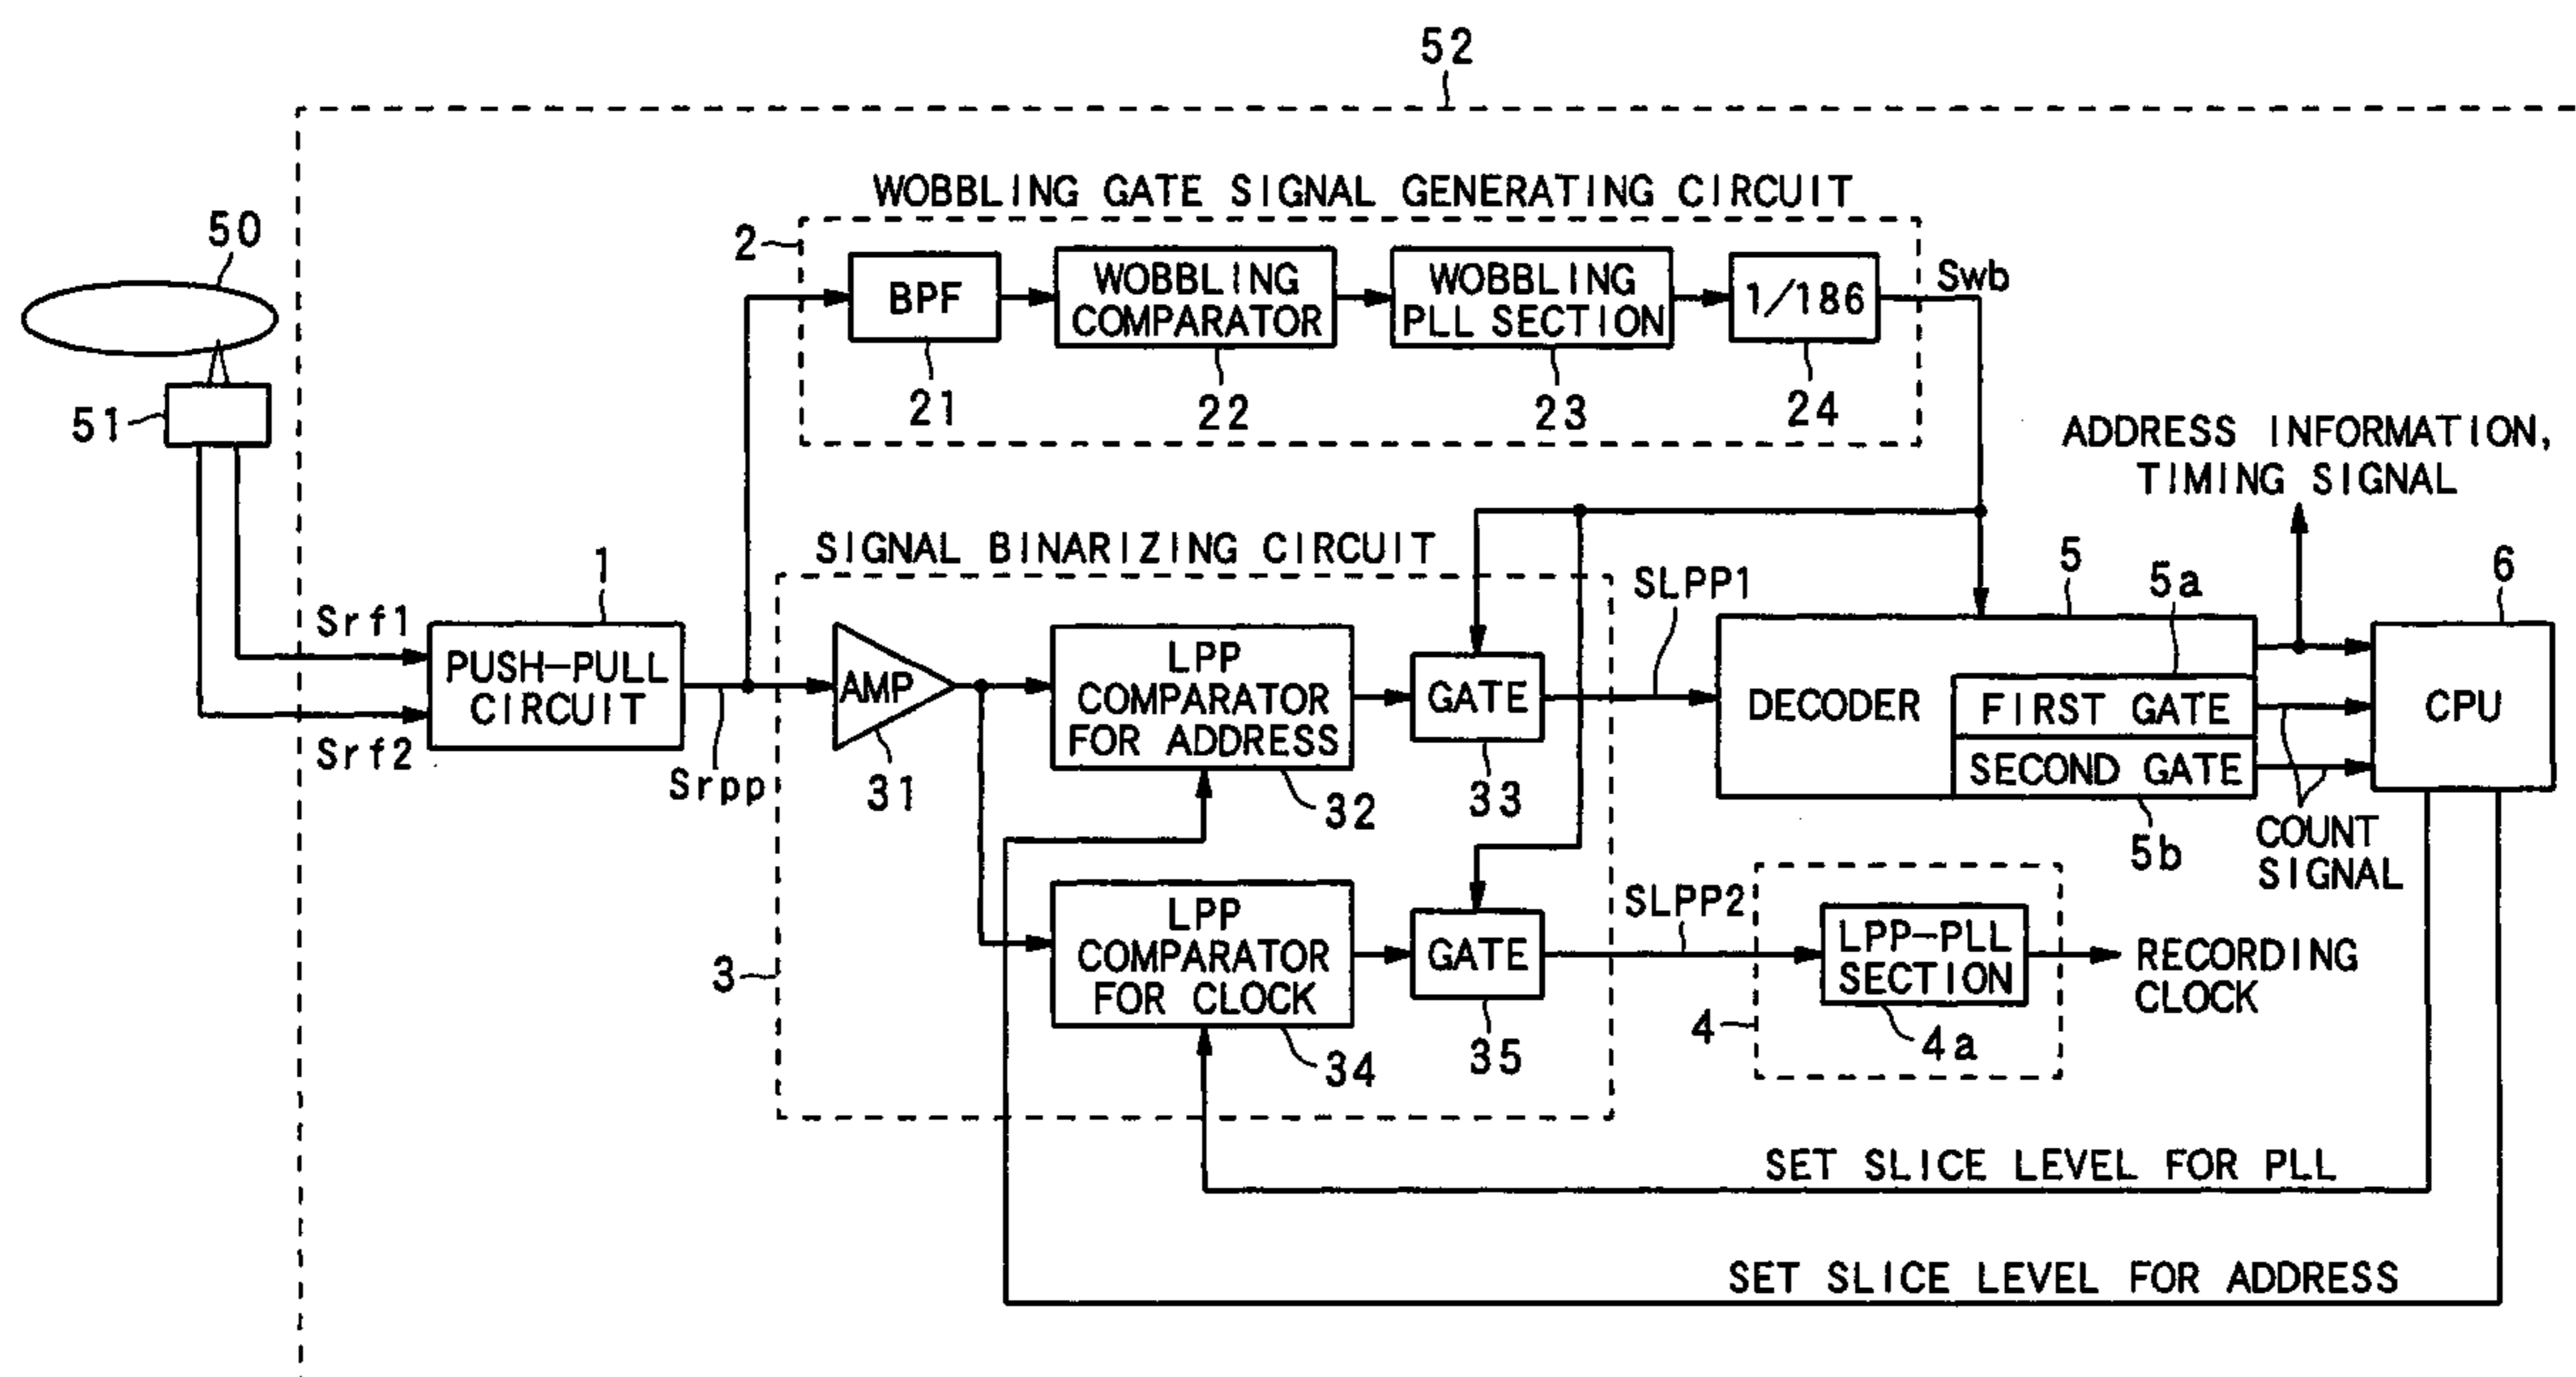 52
WOBBLING GATE SIGNAL GENERATING CIRCUIT
50
2
BPF
WOBBLING
COMPARATOR
WOBBLING
PLL SECTION
1/186
Swb
21
22
23
24
51
ADDRESS INFORMATION,
TIMING SIGNAL
SIGNAL BINARIZING CIRCUIT
1
Srf1
Srf2
PUSH-PULL
CIRCUIT
Srpp
AMP
31
LPP
COMPARATOR
FOR ADDRESS
32
GATE
33
SLPP1
5
5a
6
DECODER
FIRST GATE
SECOND GATE
5b
CPU
COUNT
SIGNAL
3
LPP
COMPARATOR
FOR CLOCK
34
GATE
35
SLPP2
4
LPP-PLL
SECTION
4a
RECORDING
CLOCK
SET SLICE LEVEL FOR PLL
SET SLICE LEVEL FOR ADDRESS